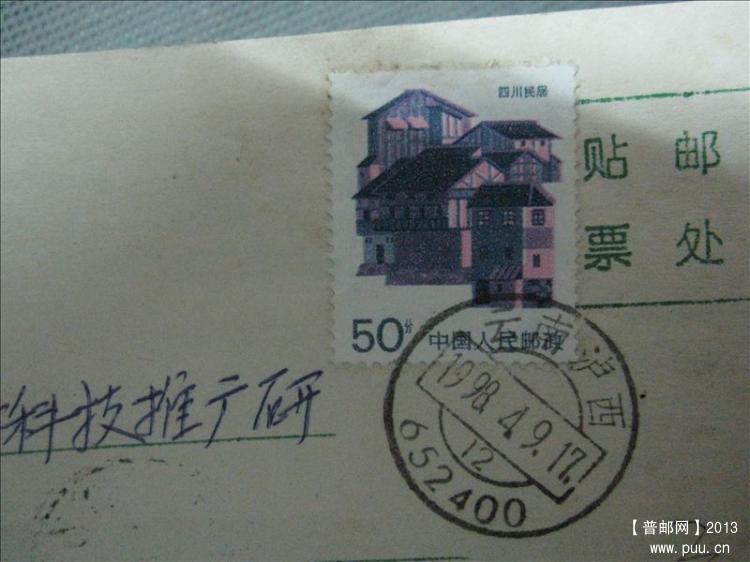 四川民居
贴邮
票处
50分
中国人民邮政
云南泸西
1998.4.9.17.
12
652400
科技推广研
【普邮网】2013
www.puu.cn